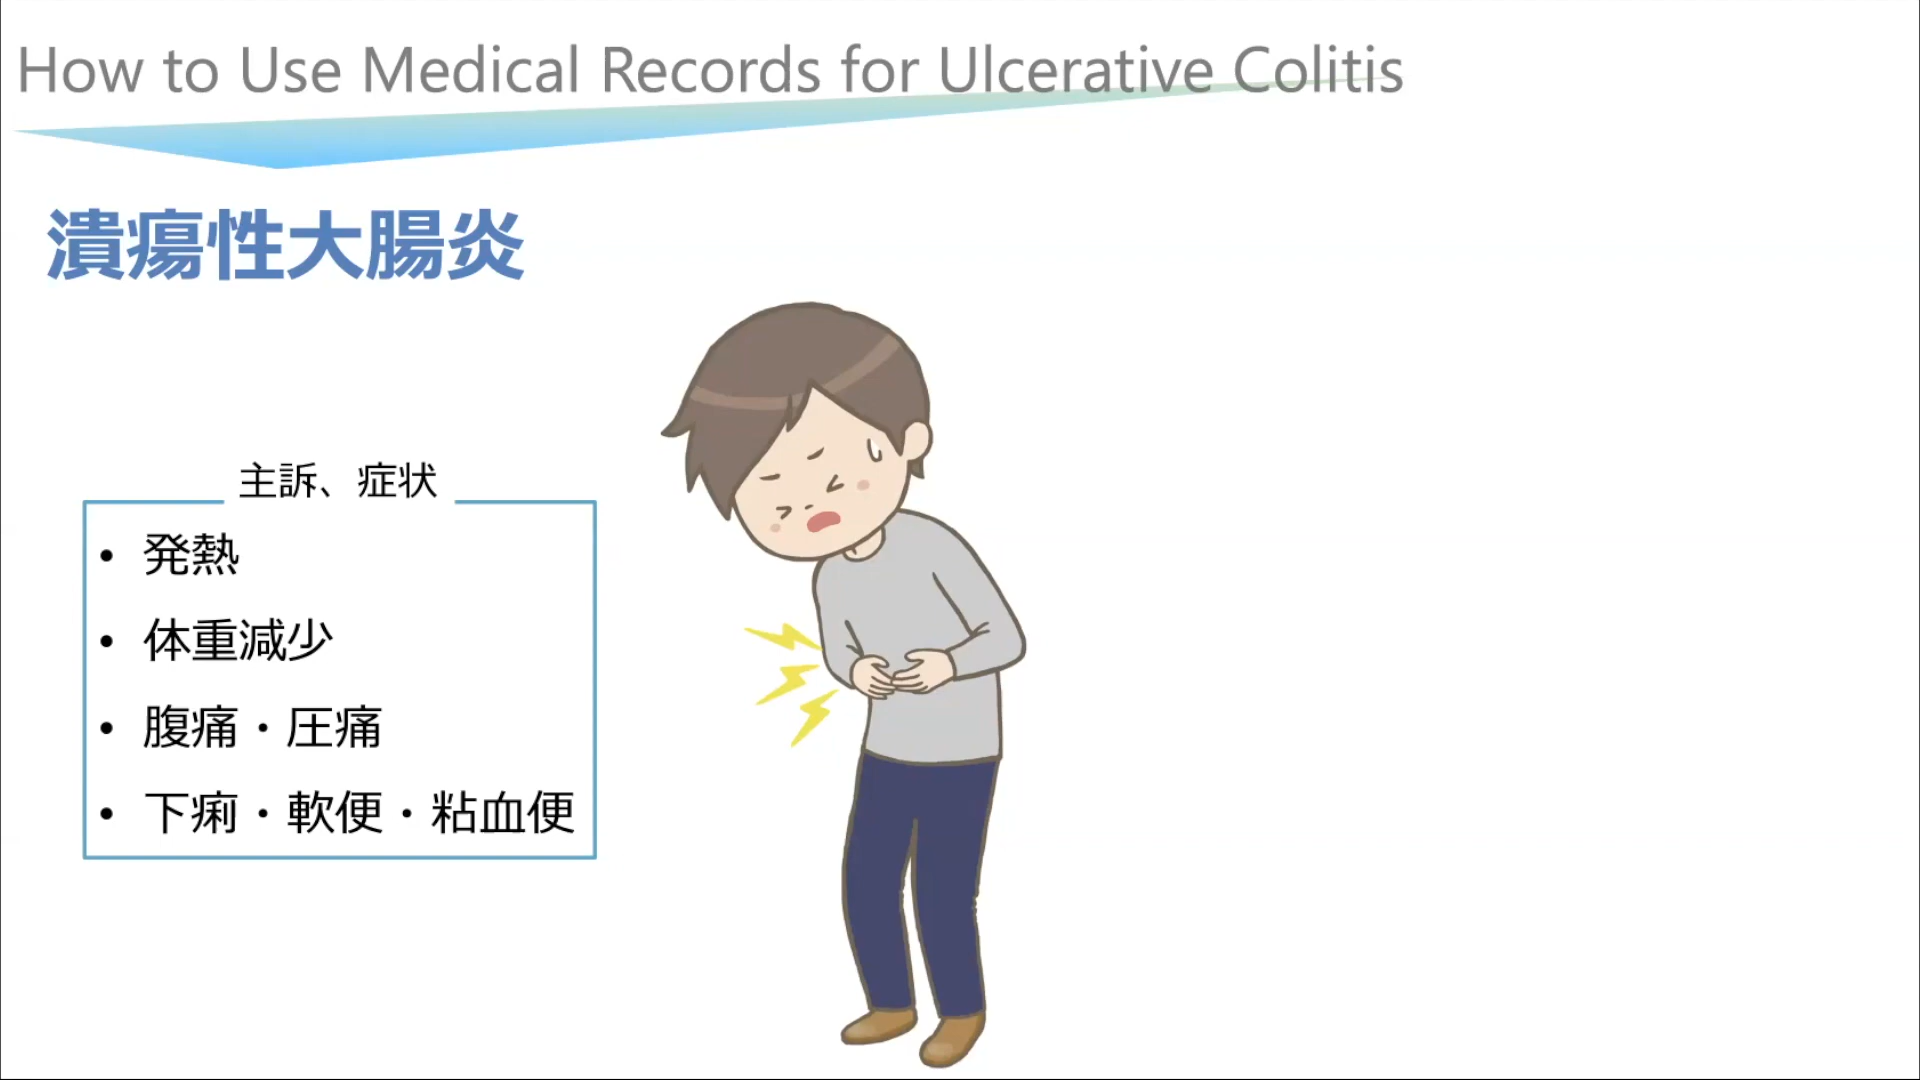 How to Use Medical Records for Ulcerative Colitis
潰瘍性大腸炎
主訴、症状
• 発熱
• 体重減少
• 腹痛・圧痛
• 下痢・軟便・粘血便